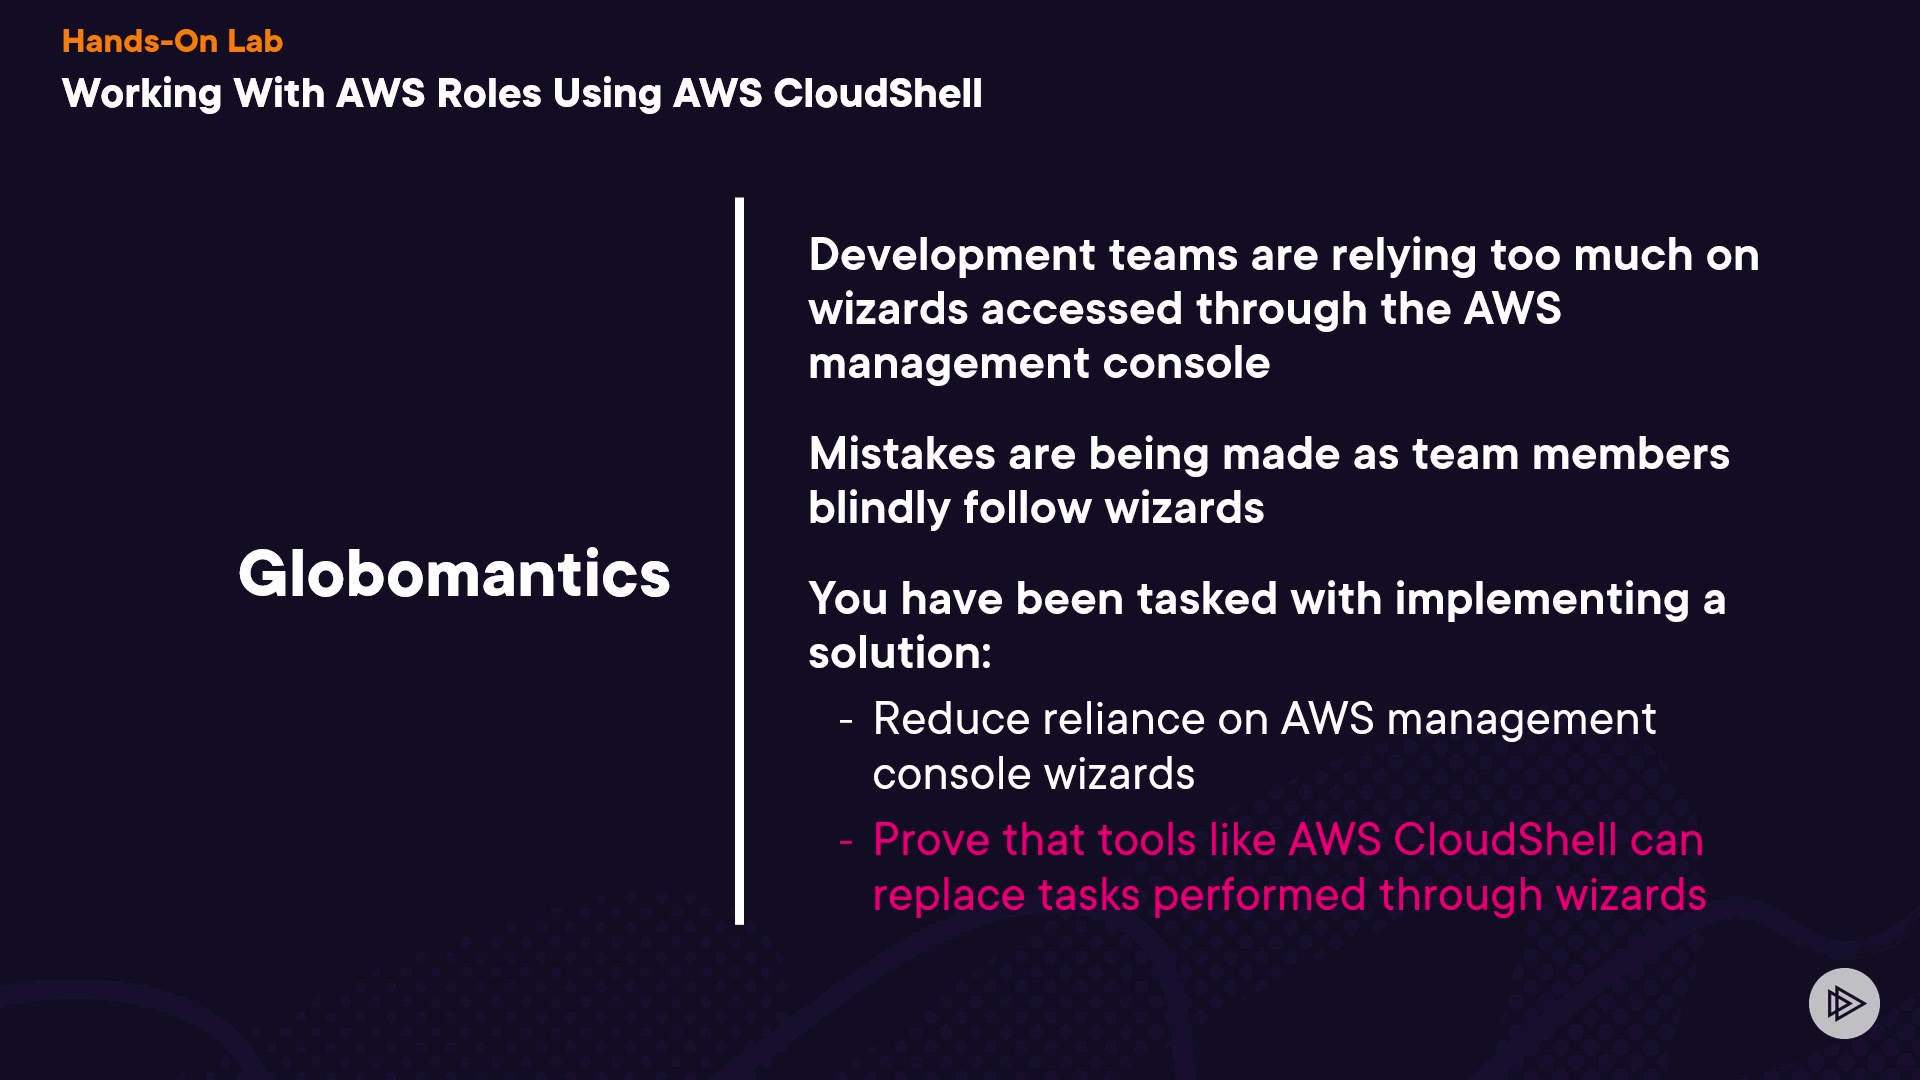 Hands-On Lab
Working With AWS Roles Using AWS CloudShell
Globomantics
Development teams are relying too much on
wizards accessed through the AWS
management console
Mistakes are being made as team members
blindly follow wizards
You have been tasked with implementing a
solution:
- Reduce reliance on AWS management
console wizards
- Prove that tools like AWS CloudShell can
replace tasks performed through wizards